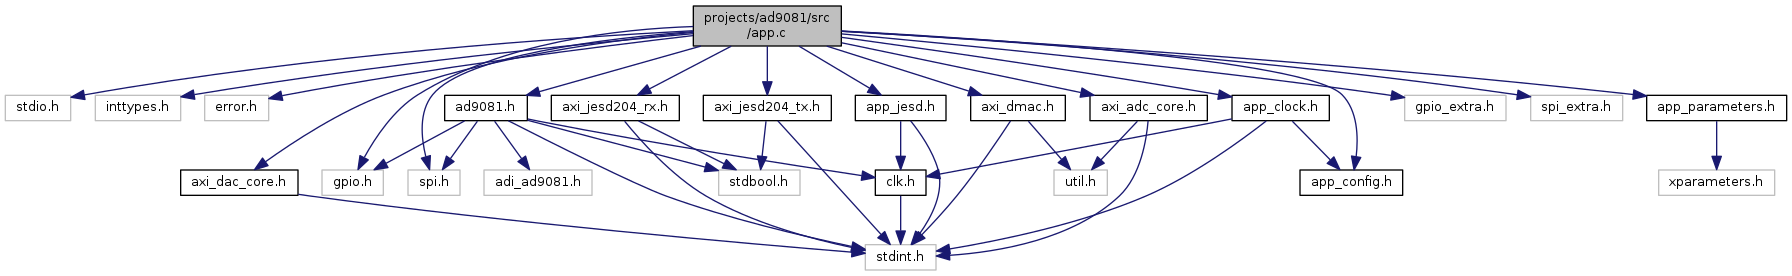 projects/ad9081/src
/app.c
stdio.h
inttypes.h
error.h
ad9081.h
axi_jesd204_rx.h
axi_jesd204_tx.h
app_jesd.h
axi_dmac.h
axi_adc_core.h
app_clock.h
gpio_extra.h
spi_extra.h
app_parameters.h
axi_dac_core.h
gpio.h
spi.h
adi_ad9081.h
stdbool.h
clk.h
util.h
app_config.h
xparameters.h
stdint.h